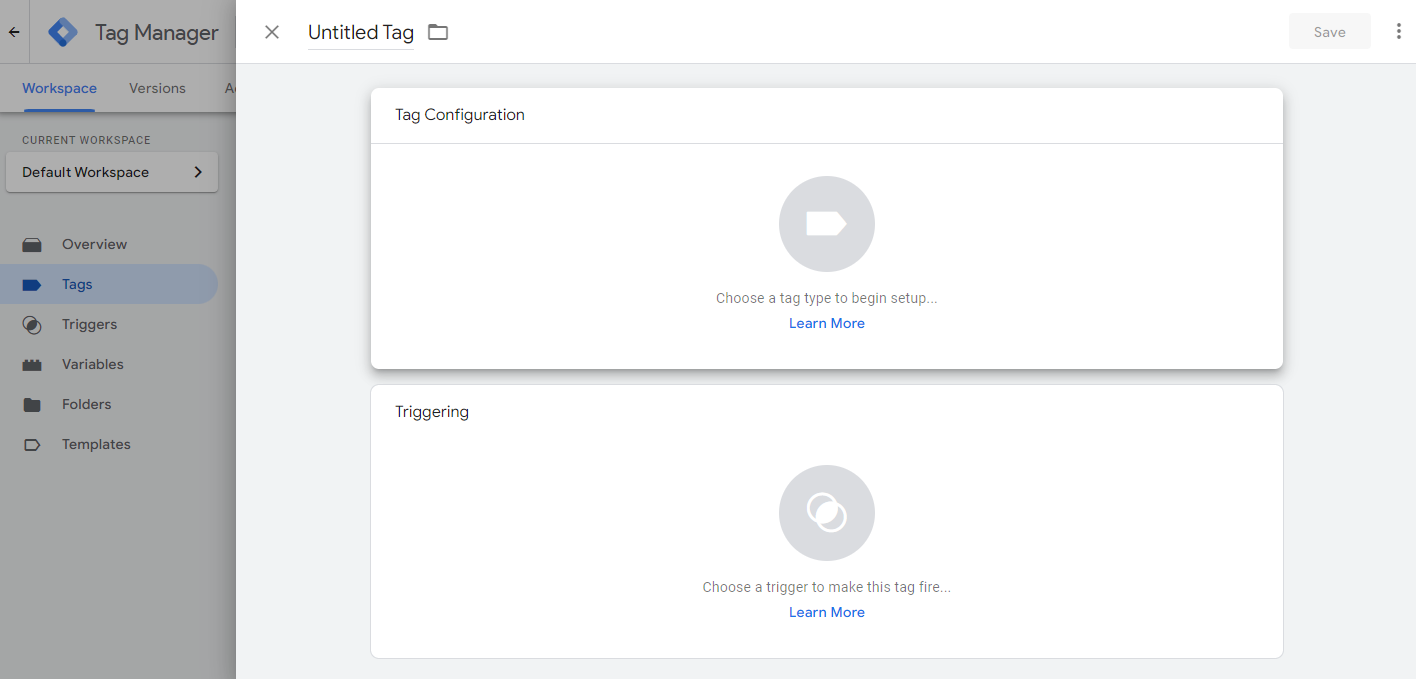 Tag Manager
Untitled Tag
Save
Workspace
Versions
CURRENT WORKSPACE
Default Workspace
Overview
Tags
Triggers
Variables
Folders
Templates
Tag Configuration
Choose a tag type to begin setup...
Learn More
Triggering
Choose a trigger to make this tag fire...
Learn More